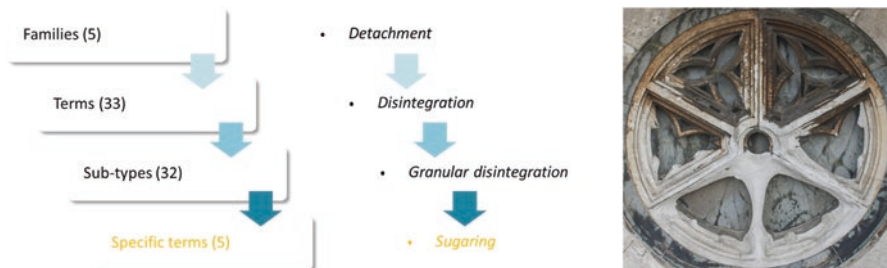 Families (5)
• Detachment
Terms (33)
• Disintegration
Sub-types (32)
• Granular disintegration
Specific terms (5)
• Sugaring